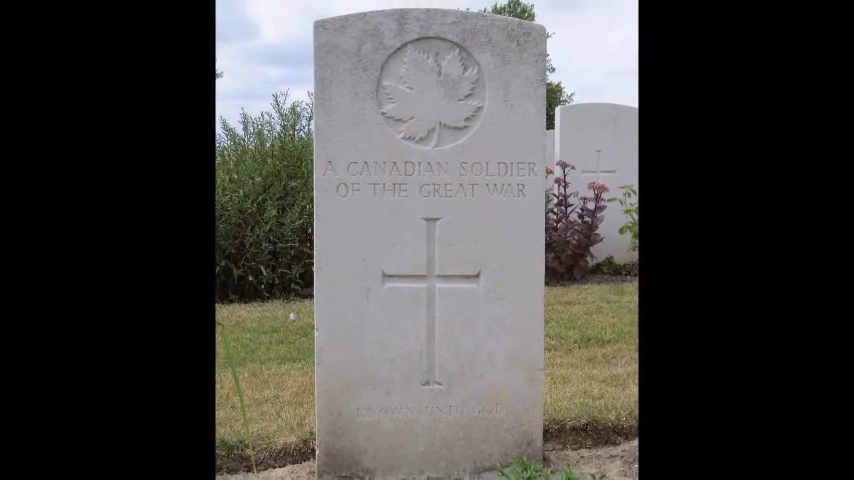 A CANADIAN SOLDIER
OF THE GREAT WAR
KNOWN UNTO GOD